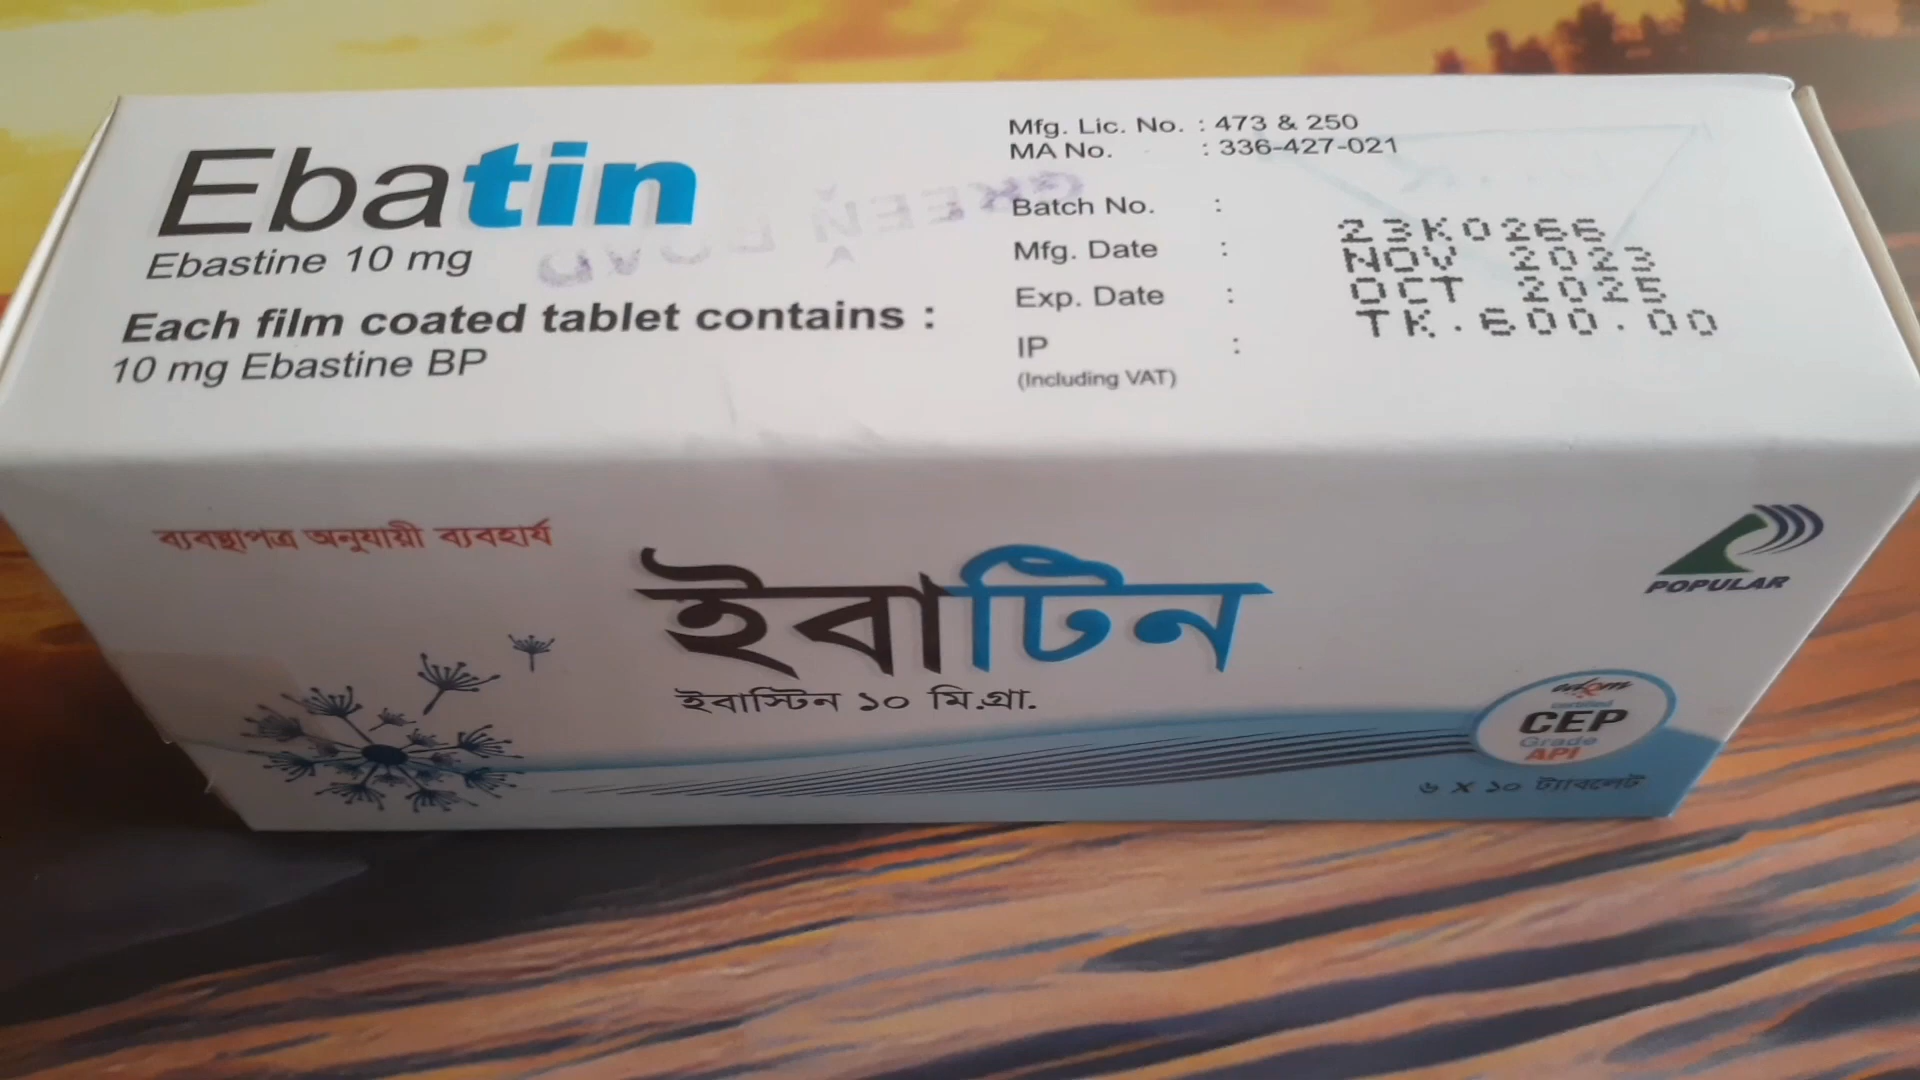 Ebatin
Ebastine 10 mg
Each film coated tablet contains :
10 mg Ebastine BP
Mfg. Lic. No. : 473 & 250
MA No. : 336-427-021
Batch No. : 23K0266
Mfg. Date : NOV 2023
Exp. Date : OCT 2025
IP : TK.600.00
(Including VAT)
ব্যবস্থাপত্র অনুযায়ী ব্যবহার্য
ইবাটিন
ইবাস্টিন ১০ মি.গ্রা.
POPULAR
certified
CEP
Grade
API
৬ x ১০ ট্যাবলেট